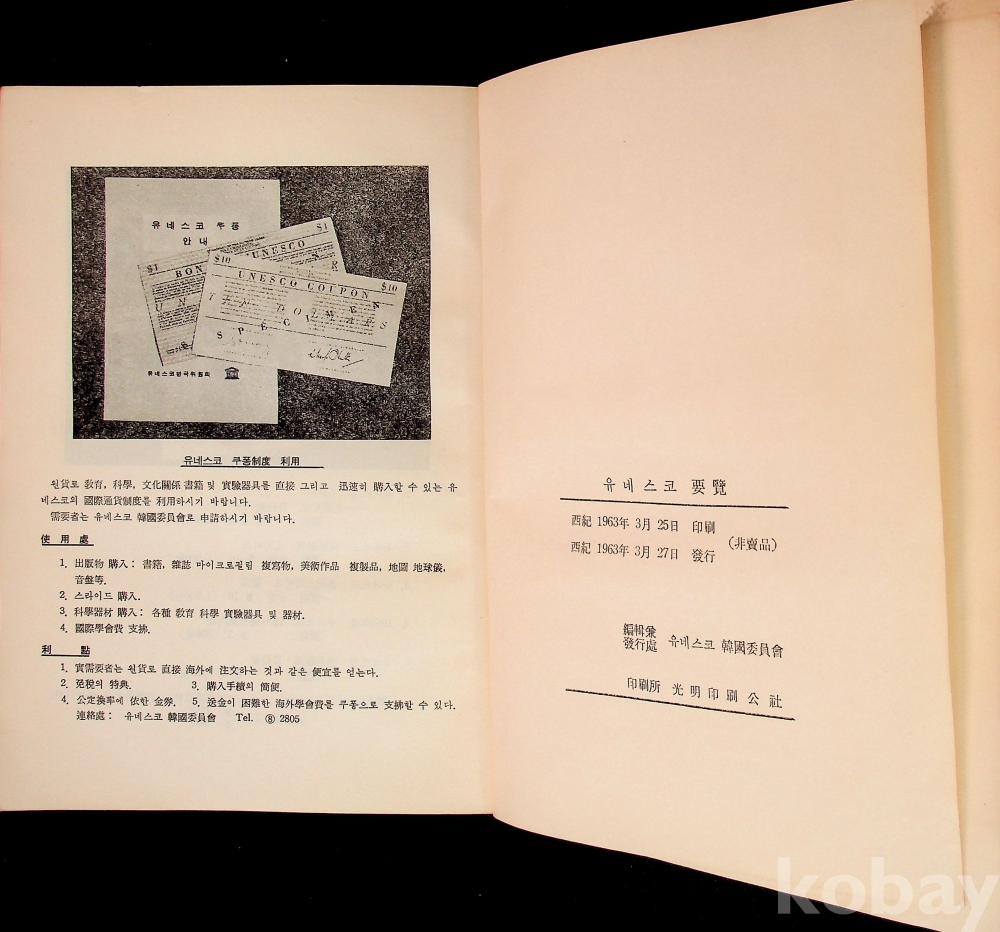 유네스코 쿠폰
안 내
$1
$1
BON UNESCO
$10
$10
UNESCO COUPON
SPECIMEN
유네스코한국위원회
유네스코 쿠폰制度 利用
원貨로 敎育, 科學, 文化關係 書籍 및 實驗器具를 直接 그리고 迅速히 購入할 수 있는 유
네스코의 國際通貨制度를 利用하시기 바랍니다.
需要者는 유네스코 韓國委員會로 申請하시기 바랍니다.
使 用 處
1. 出版物 購入: 書籍, 雜誌 마이크로필림 複寫物, 美術作品 複製品, 地圖 地球儀,
音盤等.
2. 스라이드 購入.
3. 科學器材 購入: 各種 敎育 科學 實驗器具 및 器材.
4. 國際學會費 支拂.
利 點
1. 實需要者는 원貨로 直接 海外에 注文하는 것과 같은 便宜를 얻는다.
2. 免稅의 特典. 3. 購入手續의 簡便.
4. 公定換率에 依한 金券. 5. 送金이 困難한 海外學會費를 쿠폰으로 支拂할 수 있다.
連絡處: 유네스코 韓國委員會 Tel. ⑧ 2805
유네스코 要覽
西紀 1963年 3月 25日 印刷
(非賣品)
西紀 1963年 3月 27日 發行
編輯兼
發行處 유네스코 韓國委員會
印刷所 光明印刷公社
kobay